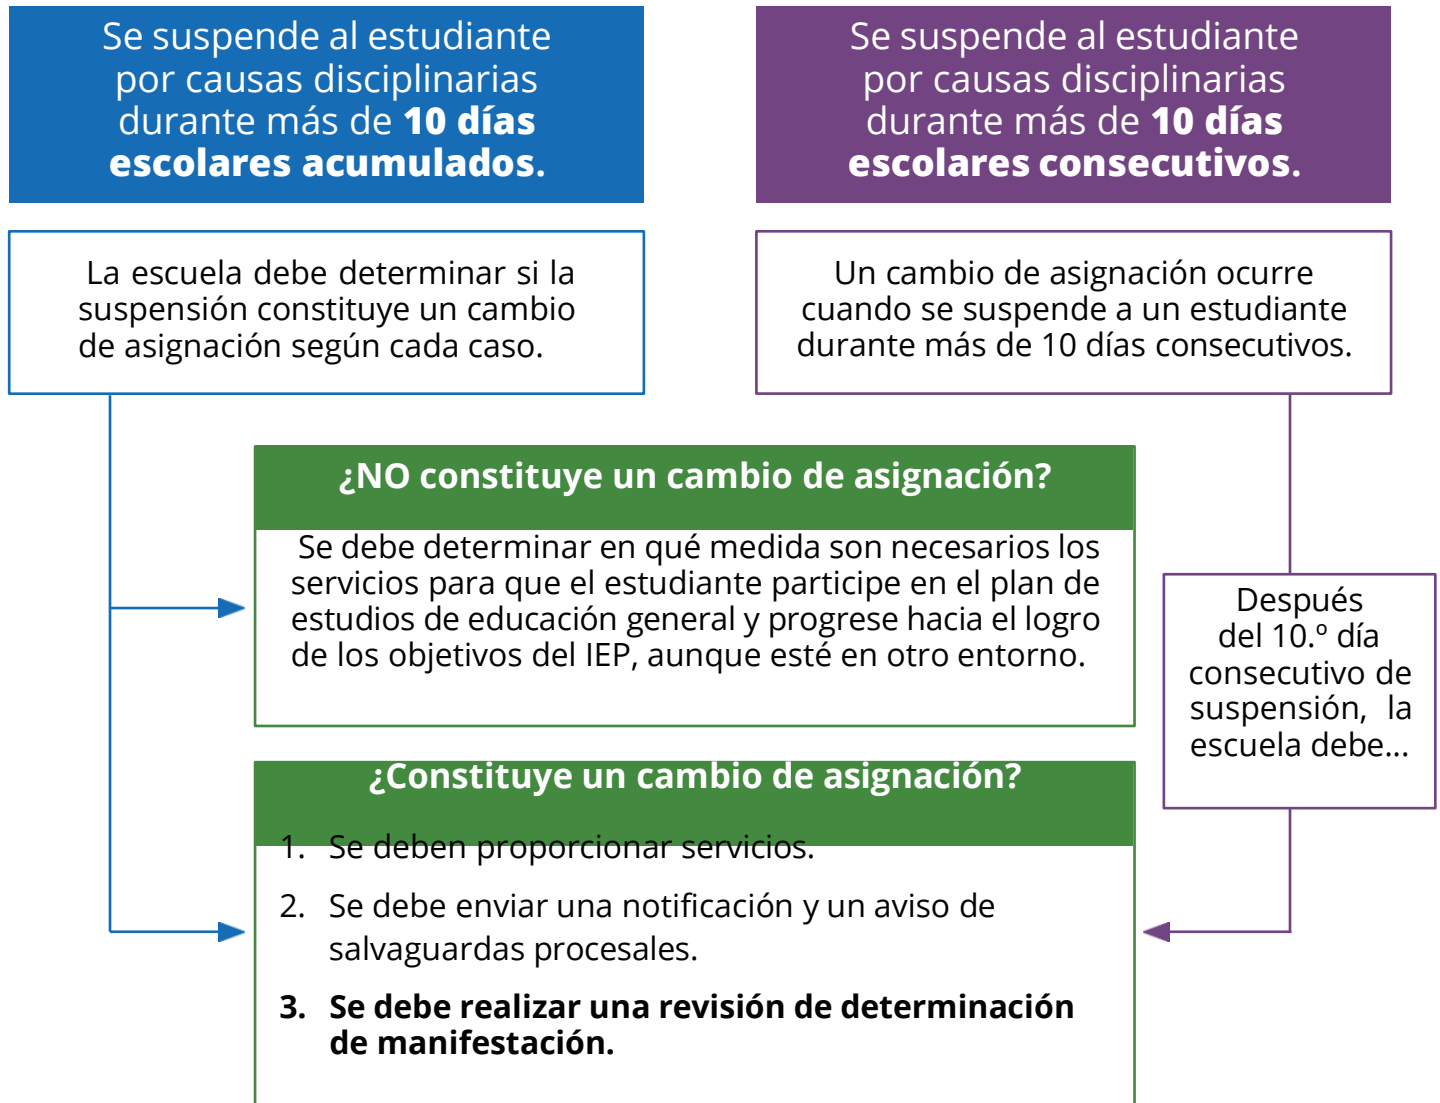 Se suspende al estudiante
por causas disciplinarias
durante más de 10 días
escolares acumulados.
Se suspende al estudiante
por causas disciplinarias
durante más de 10 días
escolares consecutivos.
La escuela debe determinar si la
suspensión constituye un cambio
de asignación según cada caso.
Un cambio de asignación ocurre
cuando se suspende a un estudiante
durante más de 10 días consecutivos.
¿NO constituye un cambio de asignación?
Se debe determinar en qué medida son necesarios los
servicios para que el estudiante participe en el plan de
estudios de educación general y progrese hacia el logro
de los objetivos del IEP, aunque esté en otro entorno.
Después
del 10.º día
consecutivo de
suspensión, la
escuela debe...
¿Constituye un cambio de asignación?
1. Se deben proporcionar servicios.
2. Se debe enviar una notificación y un aviso de
salvaguardas procesales.
3. Se debe realizar una revisión de determinación
de manifestación.